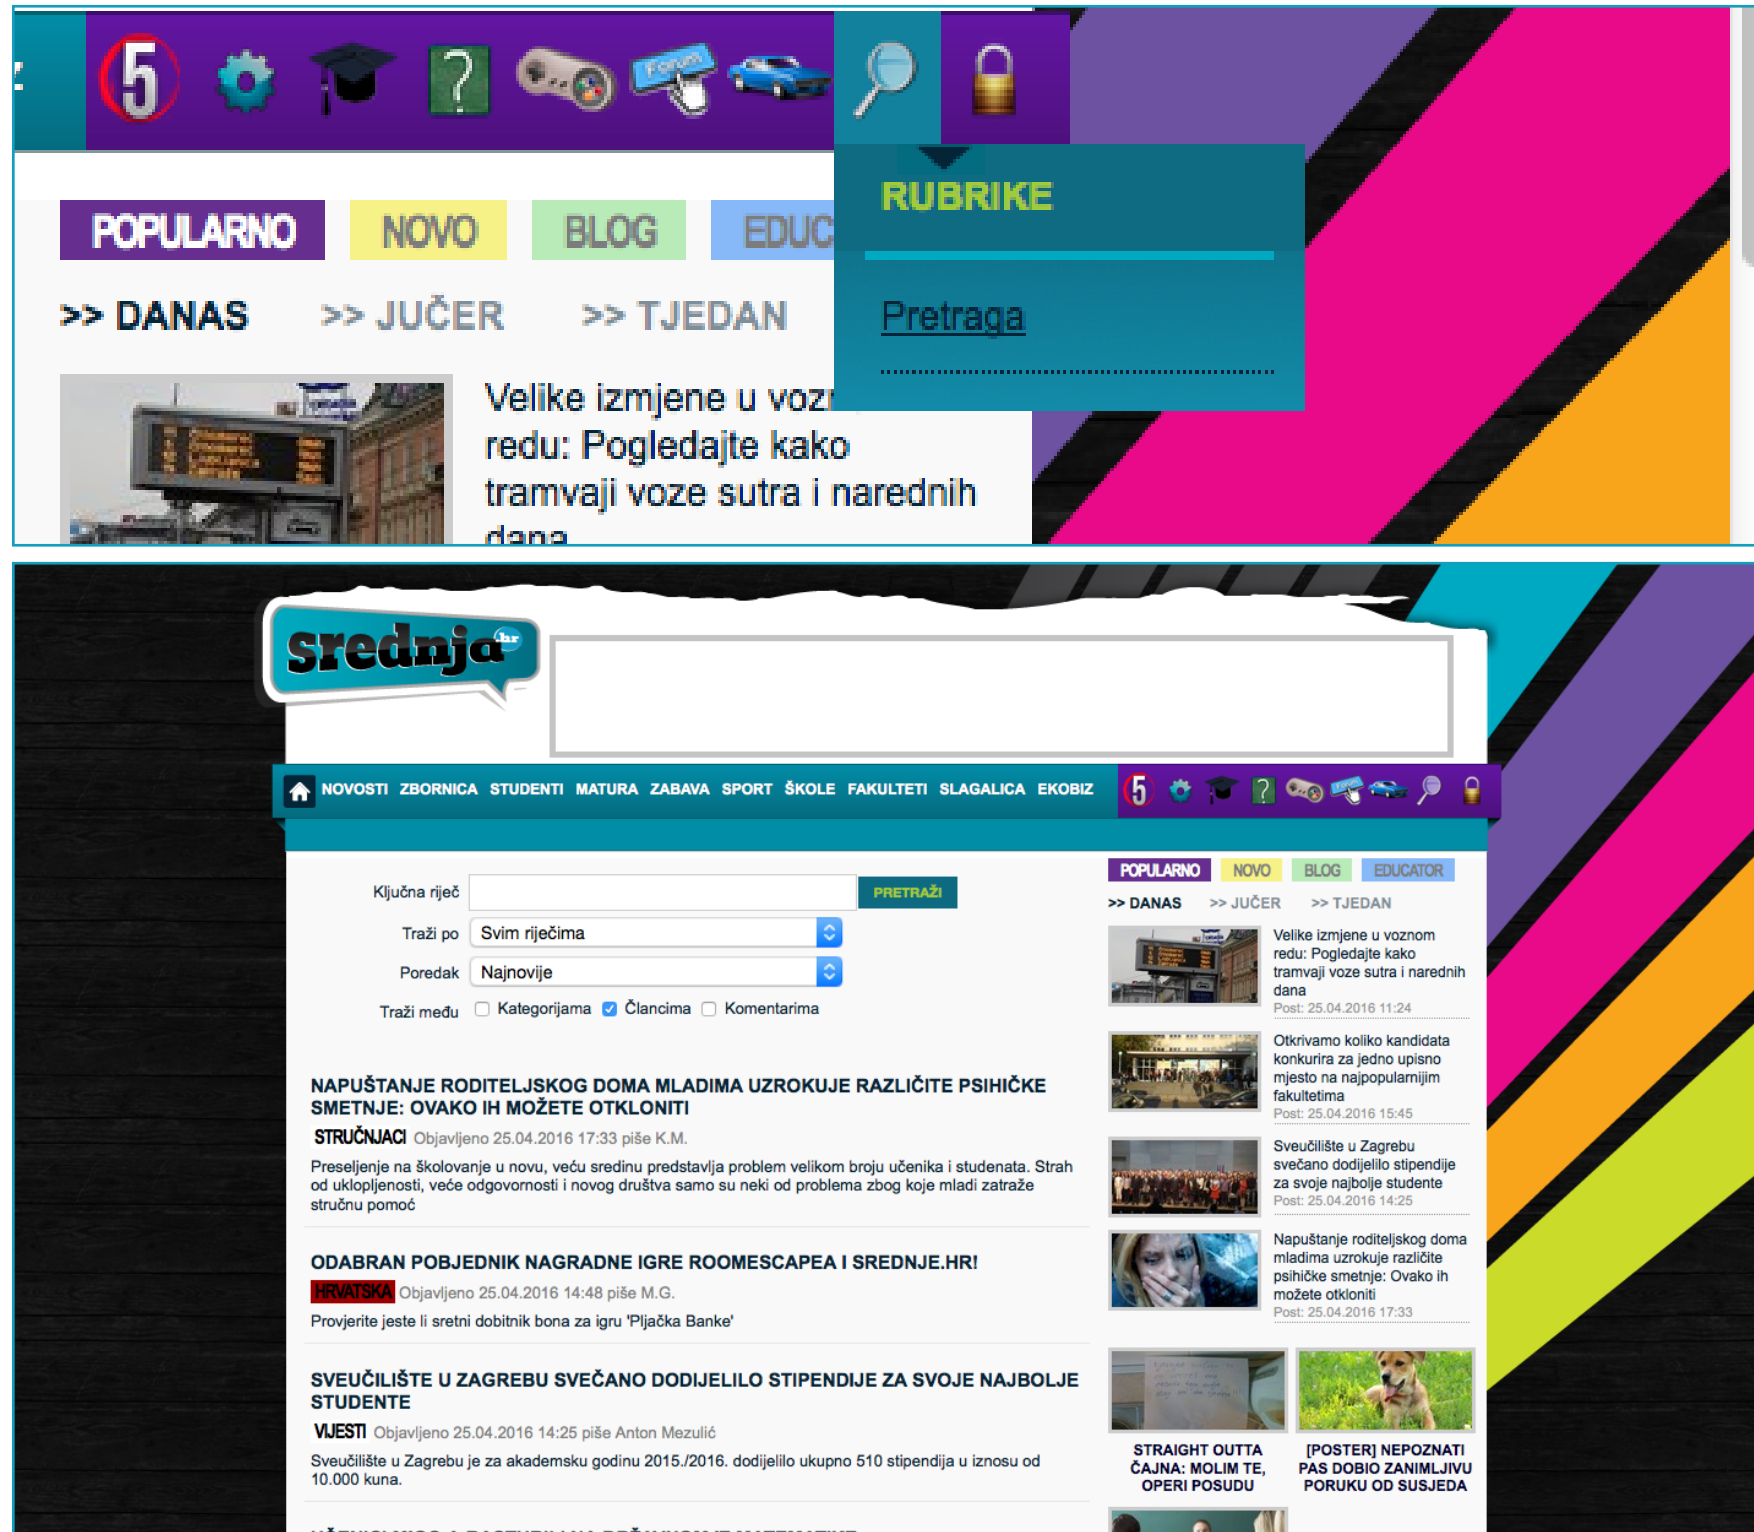 5
?
Forum
RUBRIKE
POPULARNO NOVO BLOG
>> DANAS >> JUČER >> TJEDAN
Pretraga
Velike izmjene u
redu: Pogledajte kako
tramvaji voze sutra i narednih
dana
srednja.hr
NOVOSTI ZBORNICA STUDENTI MATURA ZABAVA SPORT ŠKOLE FAKULTETI SLAGALICA EKOBIZ 5 ?
Ključna riječ PRETRAŽI
Traži po Svim riječima
Poredak Najnovije
Traži među Kategorijama Člancima Komentarima
NAPUŠTANJE RODITELJSKOG DOMA MLADIMA UZROKUJE RAZLIČITE PSIHIČKE
SMETNJE: OVAKO IH MOŽETE OTKLONITI
STRUČNJACI Objavljeno 25.04.2016 17:33 piše K.M.
Preseljenje na školovanje u novu, veću sredinu predstavlja problem velikom broju učenika i studenata. Strah
od uklopljenosti, veće odgovornosti i novog društva samo su neki od problema zbog koje mladi zatraže
stručnu pomoć
ODABRAN POBJEDNIK NAGRADNE IGRE ROOMESCAPEA I SREDNJE.HR!
HRVATSKA Objavljeno 25.04.2016 14:48 piše M.G.
Provjerite jeste li sretni dobitnik bona za igru 'Pljačka Banke'
SVEUČILIŠTE U ZAGREBU SVEČANO DODIJELILO STIPENDIJE ZA SVOJE NAJBOLJE
STUDENTE
VIJESTI Objavljeno 25.04.2016 14:25 piše Anton Mezulić
Sveučilište u Zagrebu je za akademsku godinu 2015./2016. dodijelilo ukupno 510 stipendija u iznosu od
10.000 kuna.
POPULARNO NOVO BLOG EDUCATOR
>> DANAS >> JUČER >> TJEDAN
Velike izmjene u voznom
redu: Pogledajte kako
tramvaji voze sutra i narednih
dana
Post: 25.04.2016 11:24
Otkrivamo koliko kandidata
konkurira za jedno upisno
mjesto na najpopularnijim
fakultetima
Post: 25.04.2016 15:45
Sveučilište u Zagrebu
svečano dodijelilo stipendije
za svoje najbolje studente
Post: 25.04.2016 14:25
Napuštanje roditeljskog doma
mladima uzrokuje različite
psihičke smetnje: Ovako ih
možete otkloniti
Post: 25.04.2016 17:33
STRAIGHT OUTTA
ČAJNA: MOLIM TE,
OPERI POSUDU
[POSTER] NEPOZNATI
PAS DOBIO ZANIMLJIVU
PORUKU OD SUSJEDA